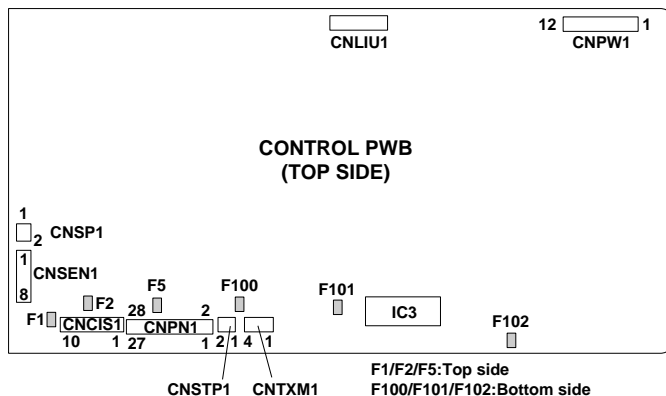 CNLIU1
12 1
CNPW1
CONTROL PWB
(TOP SIDE)
1
2 CNSP1
1
CNSEN1
8
F1
F2
F5
F100
F101
IC3
F102
28 2
CNCIS1
CNPN1
10 1 27 1 2 1 4 1
CNSTP1 CNTXM1
F1/F2/F5:Top side
F100/F101/F102:Bottom side